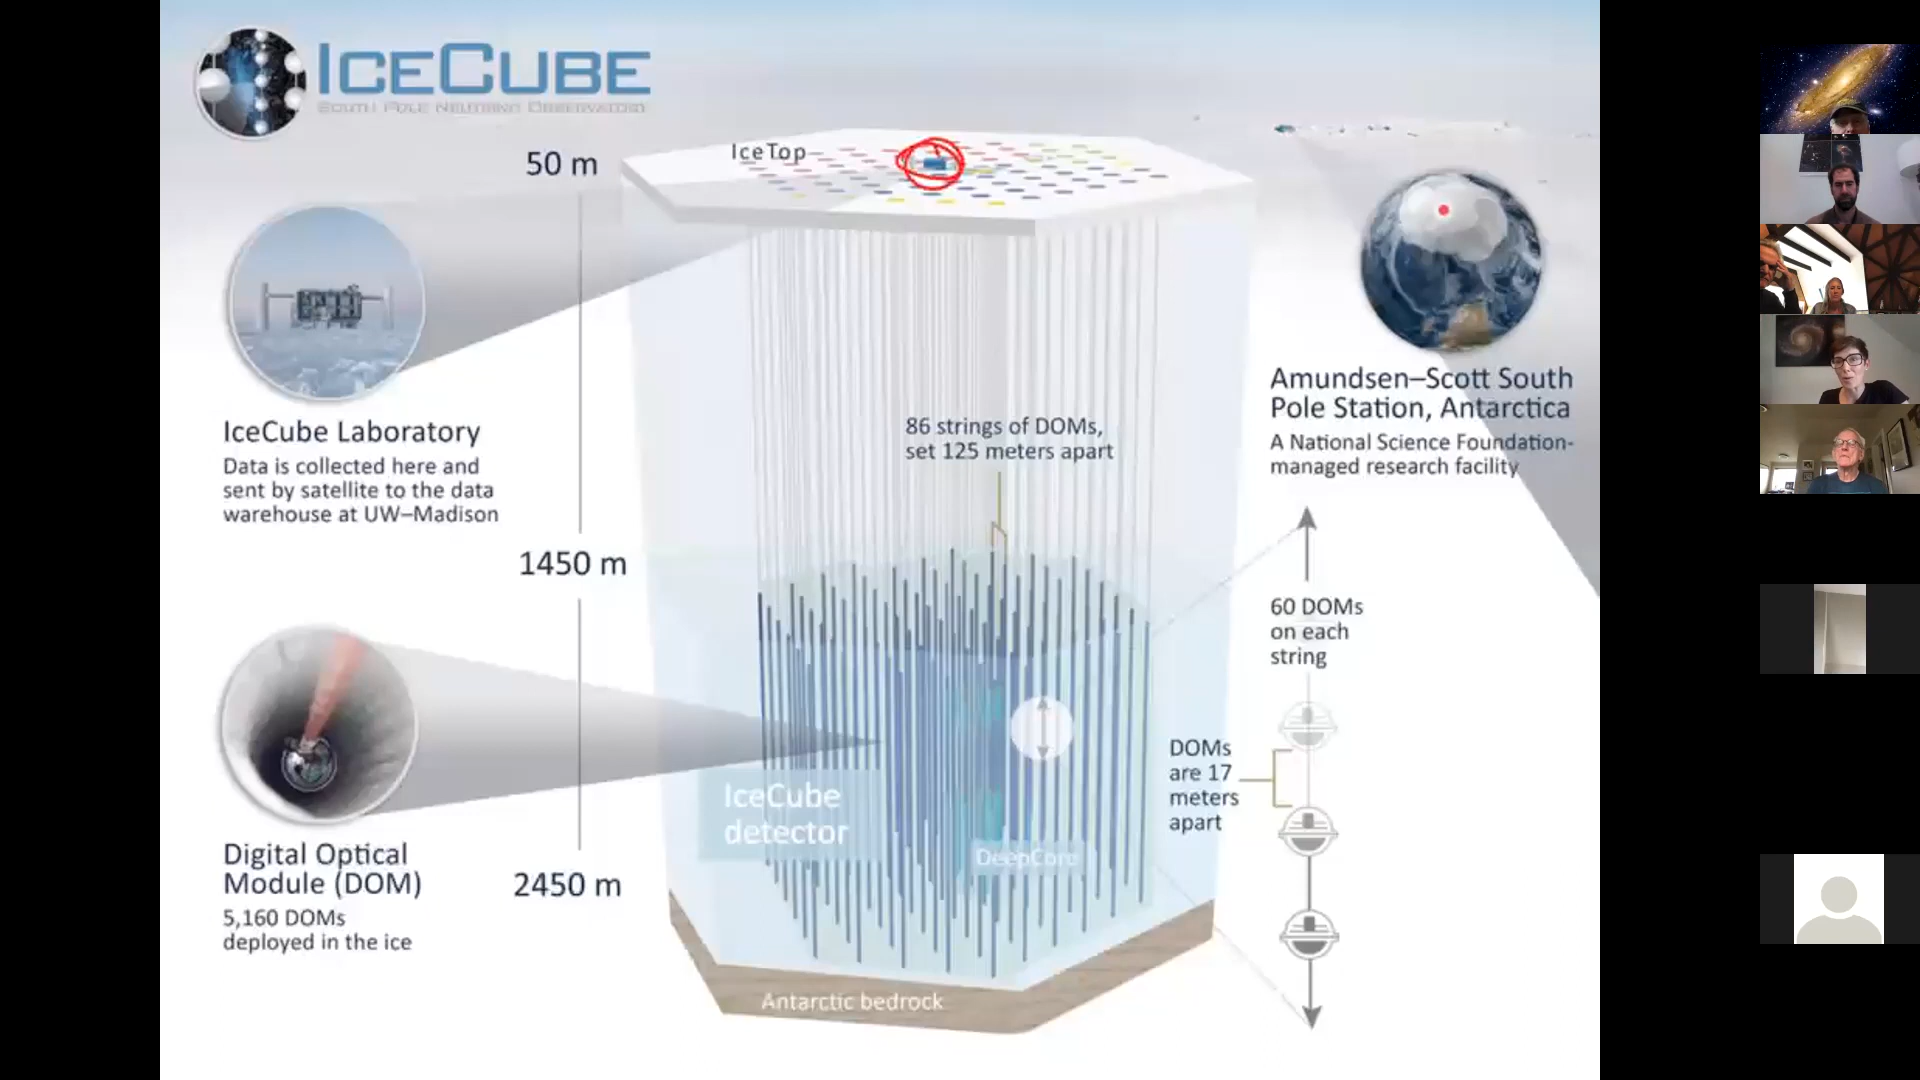 ICECUBE
SOUTH POLE NEUTRINO OBSERVATORY
50 m
IceTop
IceCube Laboratory
Data is collected here and
sent by satellite to the data
warehouse at UW–Madison
86 strings of DOMs,
set 125 meters apart
Amundsen–Scott South
Pole Station, Antarctica
A National Science Foundation-
managed research facility
1450 m
60 DOMs
on each
string
DOMs
are 17
meters
apart
IceCube
detector
DeepCore
Digital Optical
Module (DOM)
5,160 DOMs
deployed in the ice
2450 m
Antarctic bedrock